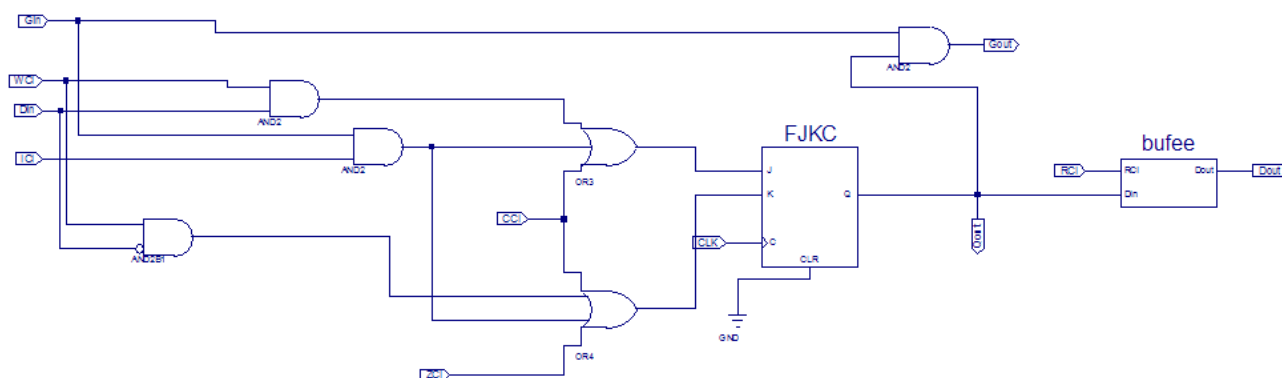 Gin
AND2
Gout
WCi
Din
AND2
ICi
AND2
OR3
FJKC
J
K
Q
C
CLR
bufee
RCI
RCI
Dout
Dout
Din
CCi
CLK
AND2B1
GND
OR4
ZCi